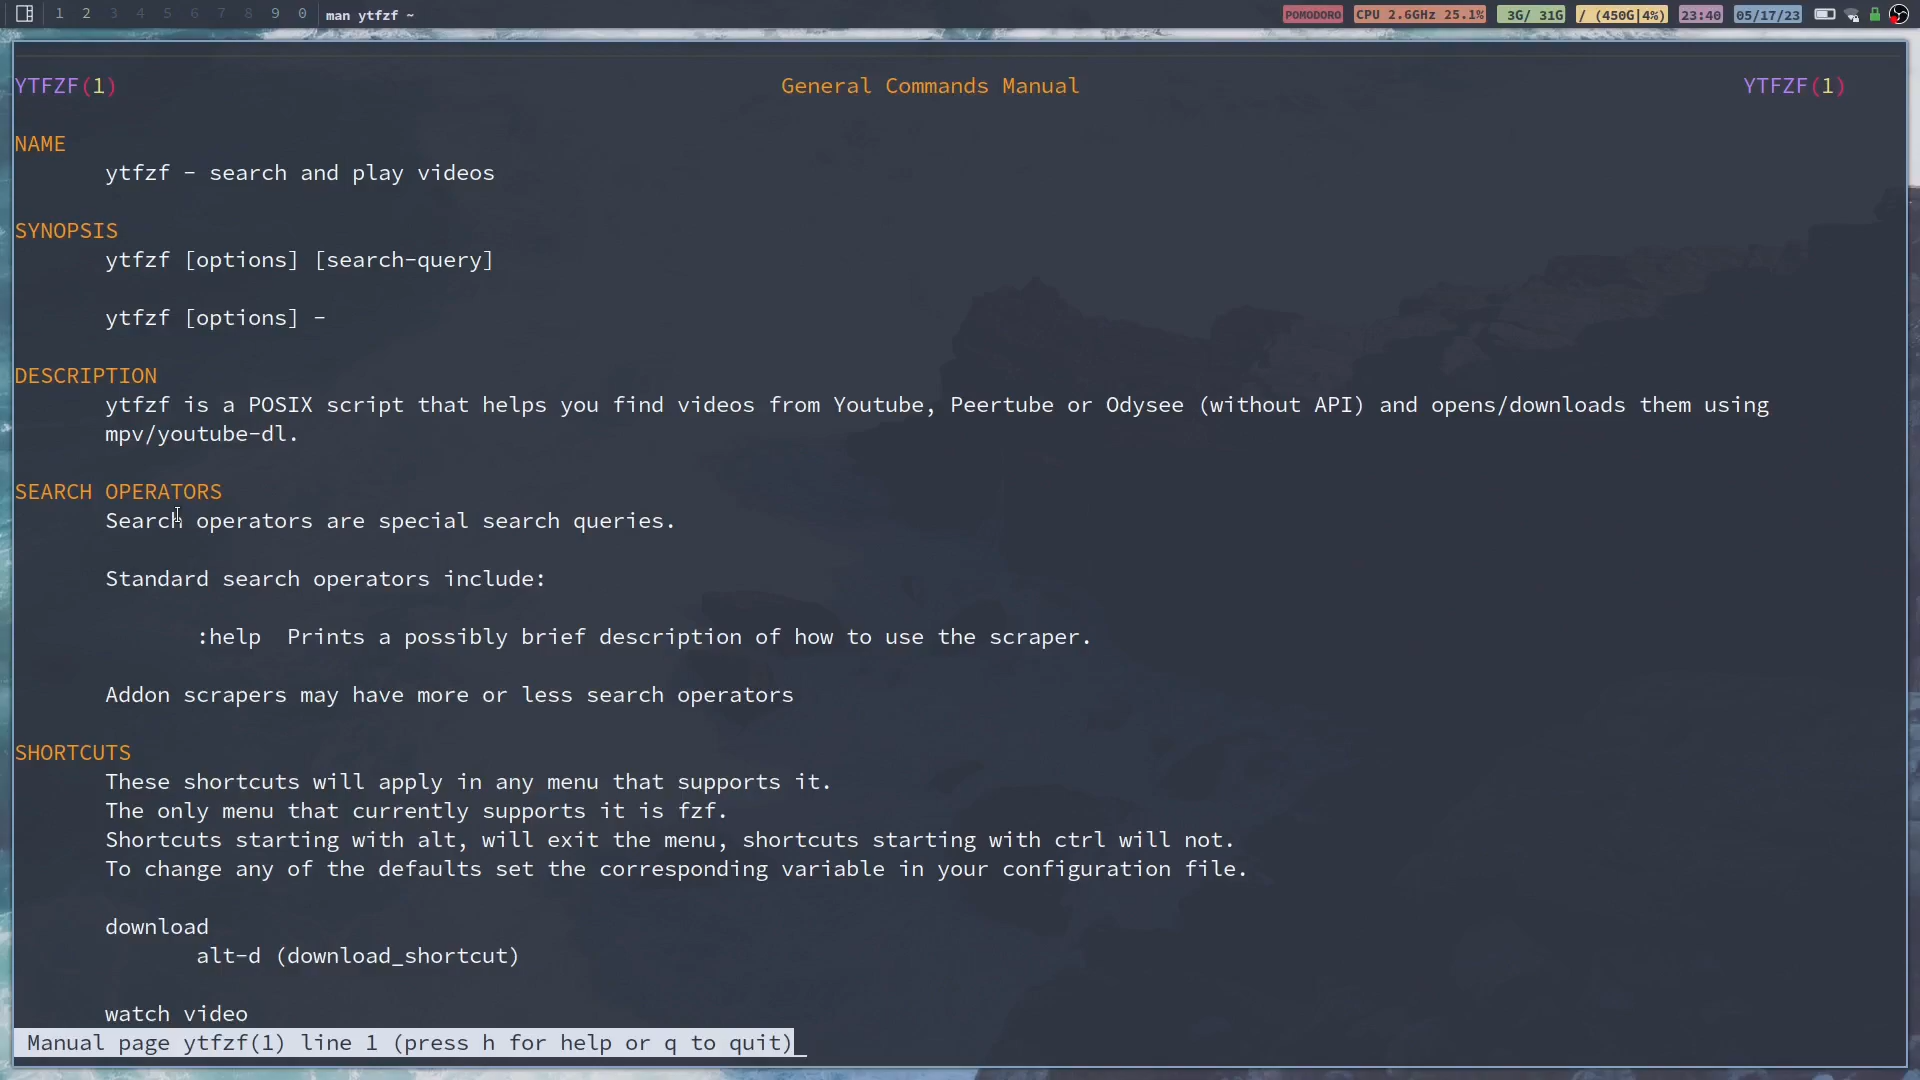 1 2 3 4 5 6 7 8 9 0 man ytfzf ~ POMODORO CPU 2.6GHz 25.1% 3G/ 31G / (450G|4%) 23:40 05/17/23
YTFZF(1) General Commands Manual YTFZF(1)
NAME
ytfzf - search and play videos
SYNOPSIS
ytfzf [options] [search-query]
ytfzf [options] -
DESCRIPTION
ytfzf is a POSIX script that helps you find videos from Youtube, Peertube or Odysee (without API) and opens/downloads them using
mpv/youtube-dl.
SEARCH OPERATORS
Search operators are special search queries.
Standard search operators include:
:help Prints a possibly brief description of how to use the scraper.
Addon scrapers may have more or less search operators
SHORTCUTS
These shortcuts will apply in any menu that supports it.
The only menu that currently supports it is fzf.
Shortcuts starting with alt, will exit the menu, shortcuts starting with ctrl will not.
To change any of the defaults set the corresponding variable in your configuration file.
download
alt-d (download_shortcut)
watch video
Manual page ytfzf(1) line 1 (press h for help or q to quit)